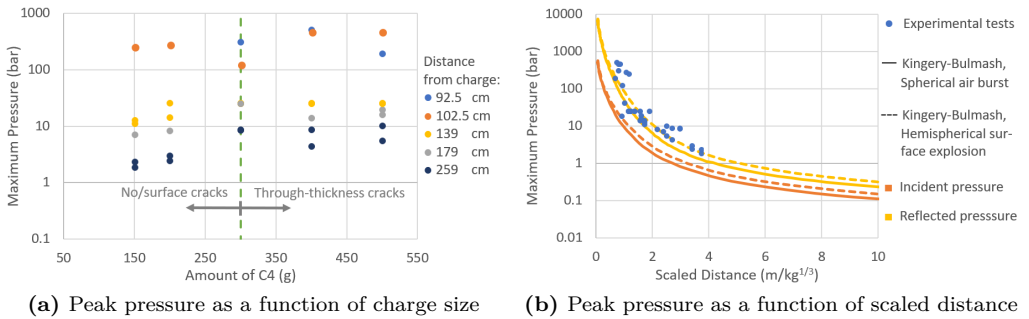 10000
1000
100
10
1
0.1
Maximum Pressure (bar)
No/surface cracks
Through-thickness cracks
50
150
250
350
450
550
Amount of C4 (g)
Distance
from charge:
92.5 cm
102.5 cm
139 cm
179 cm
259 cm
(a) Peak pressure as a function of charge size
10000
1000
100
10
1
0.1
0.01
Maximum Pressure (bar)
0
2
4
6
8
10
Scaled Distance (m/kg1/3)
Experimental tests
Kingery-Bulmash,
Spherical air burst
Kingery-Bulmash,
Hemispherical sur-
face explosion
Incident pressure
Reflected presssure
(b) Peak pressure as a function of scaled distance